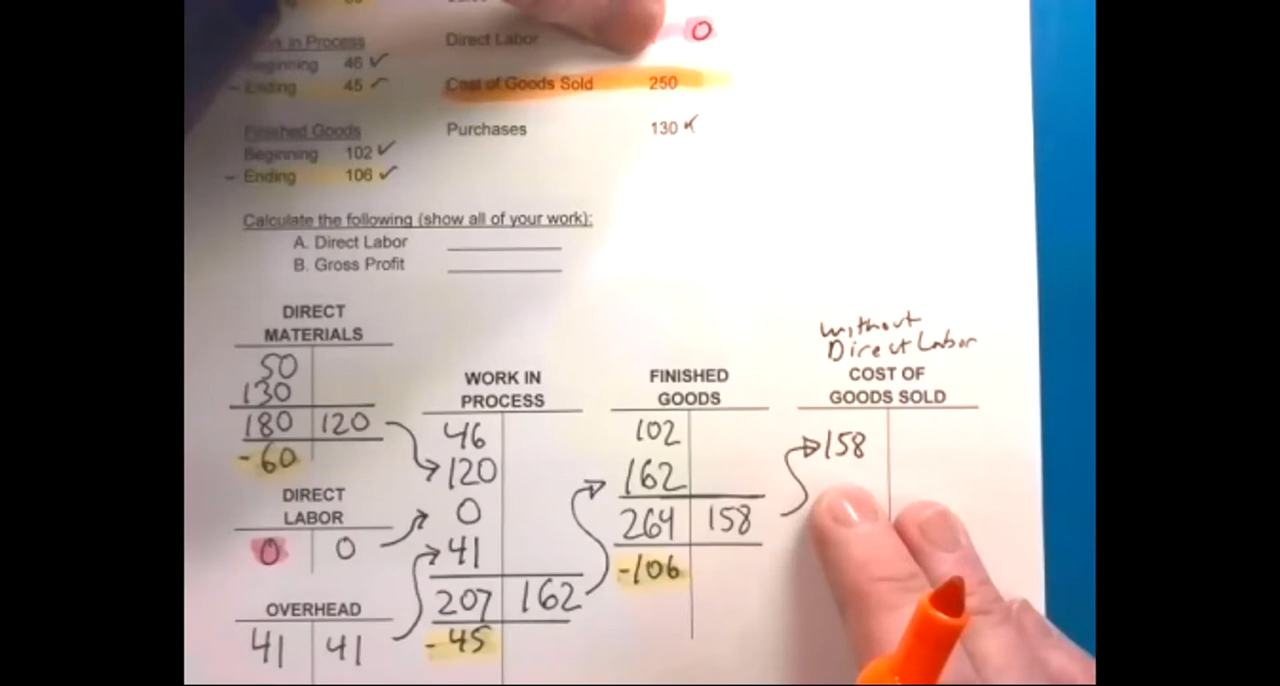 in Process
Beginning 46 ✓
- Ending 45 ✓
Direct Labor 0
Cost of Goods Sold 250
Purchases 130 ✓
Finished Goods
Beginning 102 ✓
- Ending 106 ✓
Calculate the following (show all of your work):
A. Direct Labor
B. Gross Profit
DIRECT
MATERIALS
50
130
180 120
-60
DIRECT
LABOR
0 0
OVERHEAD
41 41
WORK IN
PROCESS
46
120
0
41
207 162
-45
FINISHED
GOODS
102
162
264 158
-106
without
Direct Labor
COST OF
GOODS SOLD
158